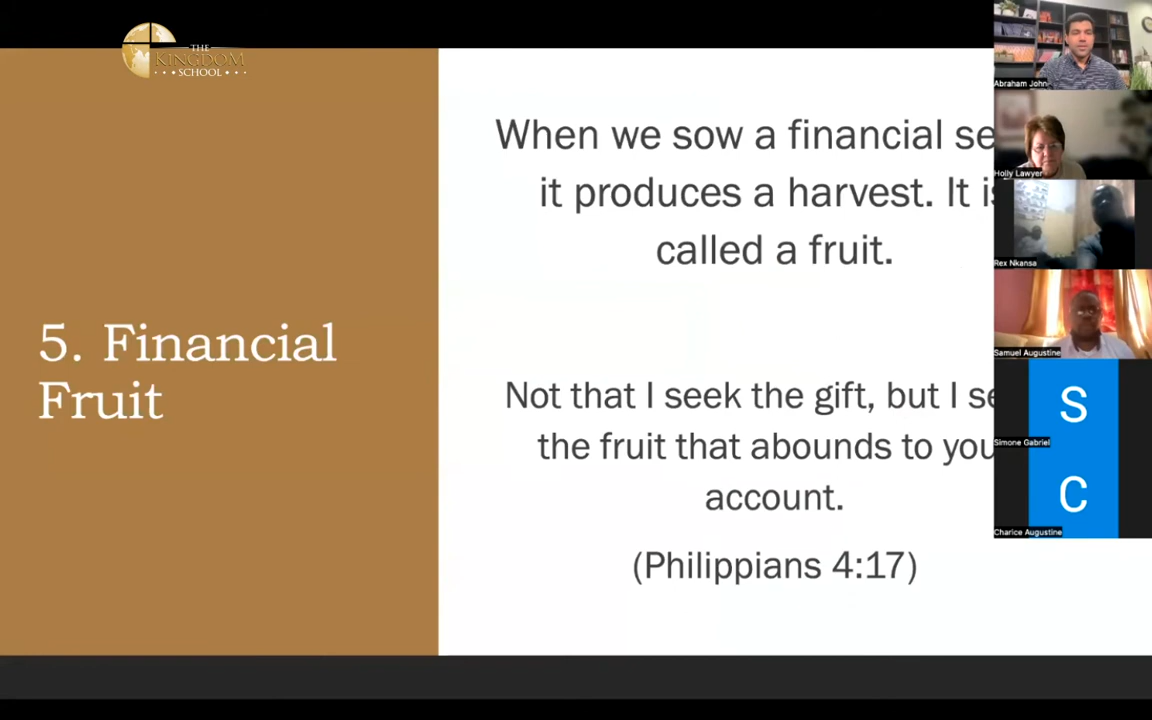 THE
KINGDOM
SCHOOL
5. Financial
Fruit
When we sow a financial se
it produces a harvest. It is
called a fruit.
Not that I seek the gift, but I se
the fruit that abounds to you
account.
(Philippians 4:17)
Abraham John
Holly Lawyer
Rex Nkansa
Samuel Augustine
S
Simone Gabriel
C
Charice Augustine